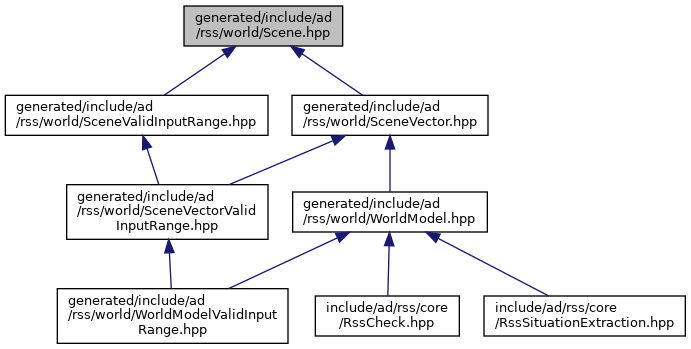 generated/include/ad
/rss/world/Scene.hpp
generated/include/ad
/rss/world/SceneValidInputRange.hpp
generated/include/ad
/rss/world/SceneVector.hpp
generated/include/ad
/rss/world/SceneVectorValid
InputRange.hpp
generated/include/ad
/rss/world/WorldModel.hpp
generated/include/ad
/rss/world/WorldModelValidInput
Range.hpp
include/ad/rss/core
/RssCheck.hpp
include/ad/rss/core
/RssSituationExtraction.hpp